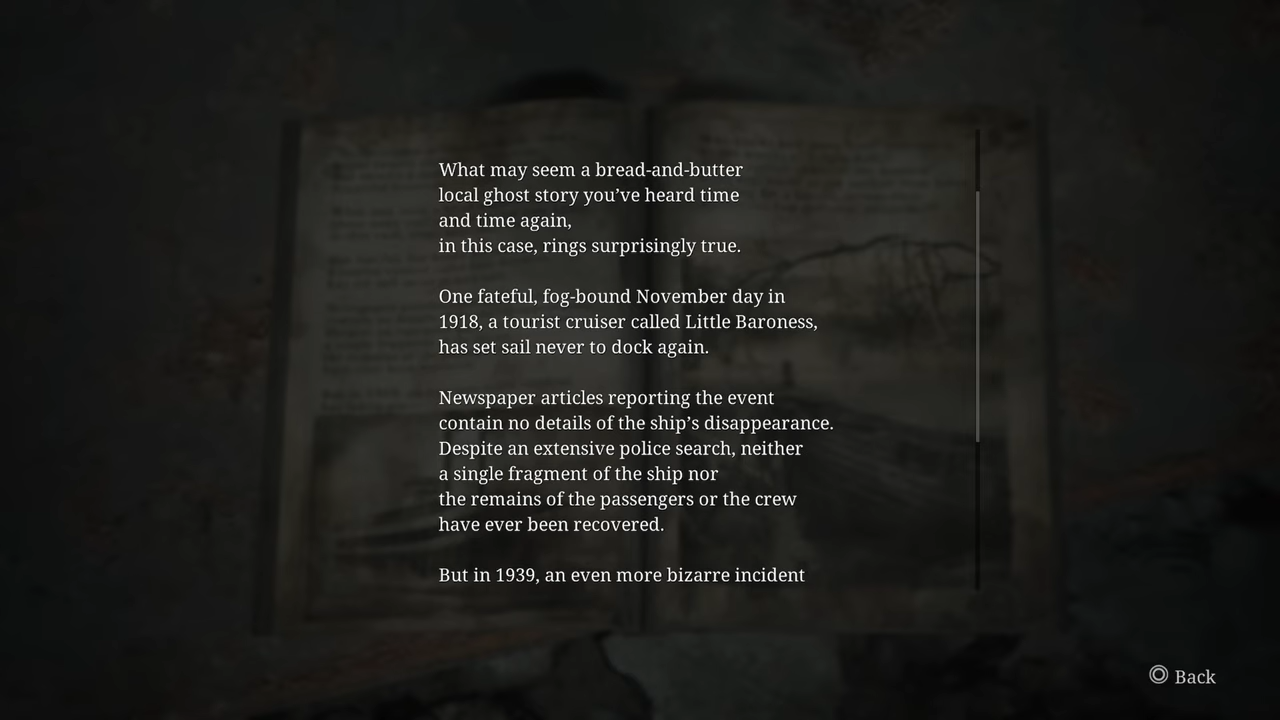 What may seem a bread-and-butter
local ghost story you’ve heard time
and time again,
in this case, rings surprisingly true.
One fateful, fog-bound November day in
1918, a tourist cruiser called Little Baroness,
has set sail never to dock again.
Newspaper articles reporting the event
contain no details of the ship’s disappearance.
Despite an extensive police search, neither
a single fragment of the ship nor
the remains of the passengers or the crew
have ever been recovered.
But in 1939, an even more bizarre incident
Back